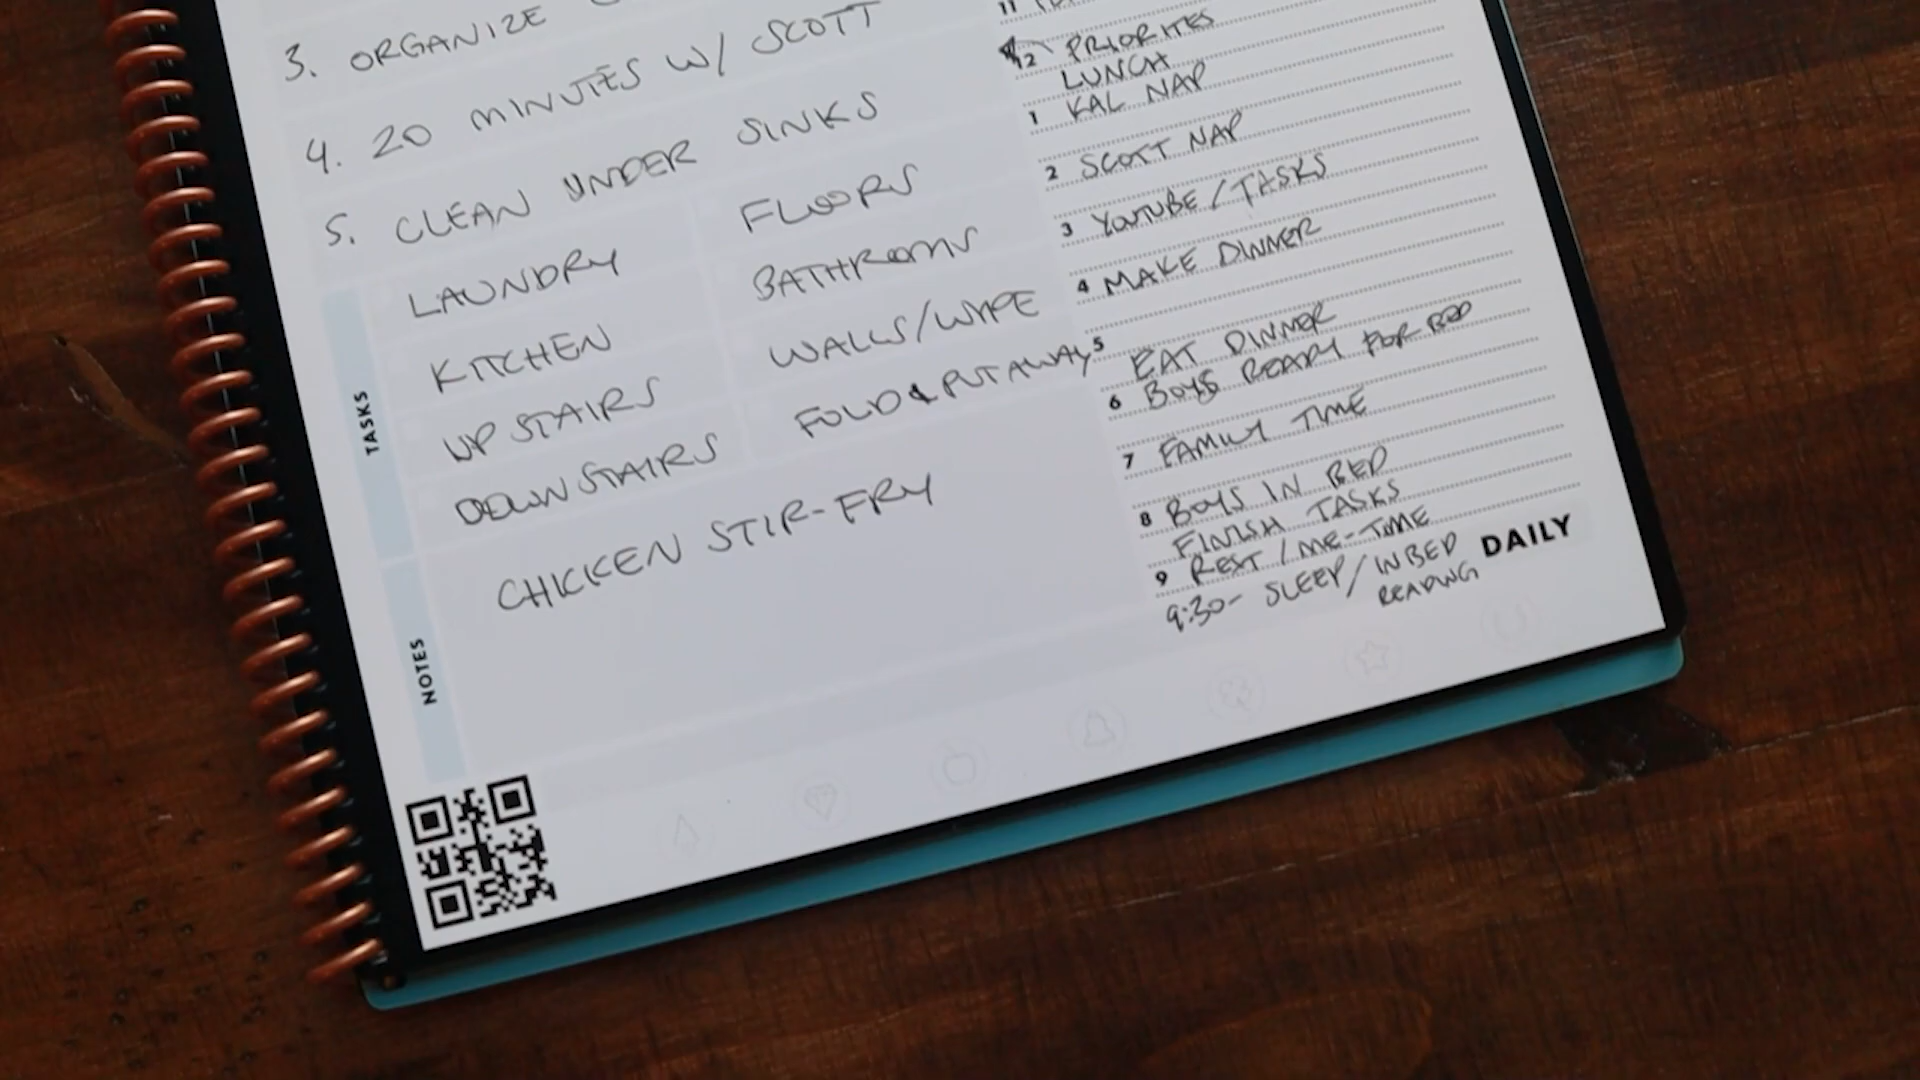 3. ORGANIZE
4. 20 MINUTES W/ SCOTT
5. CLEAN UNDER SINKS
TASKS
LAUNDRY
KITCHEN
UPSTAIRS
DOWNSTAIRS
FLOORS
BATHROOMS
WALLS/WIPE
FOLD & PUT AWAY
NOTES
CHICKEN STIR-FRY
11
12 PRIORITES
LUNCH
1 KAL NAP
2 SCOTT NAP
3 YOUTUBE/TASKS
4 MAKE DINNER
5
EAT DINNER
6 BOYS READY FOR BED
7 FAMILY TIME
8 BOYS IN BED
FINISH TASKS
9 REST/ME-TIME
9:30- SLEEP/IN BED
READING
DAILY